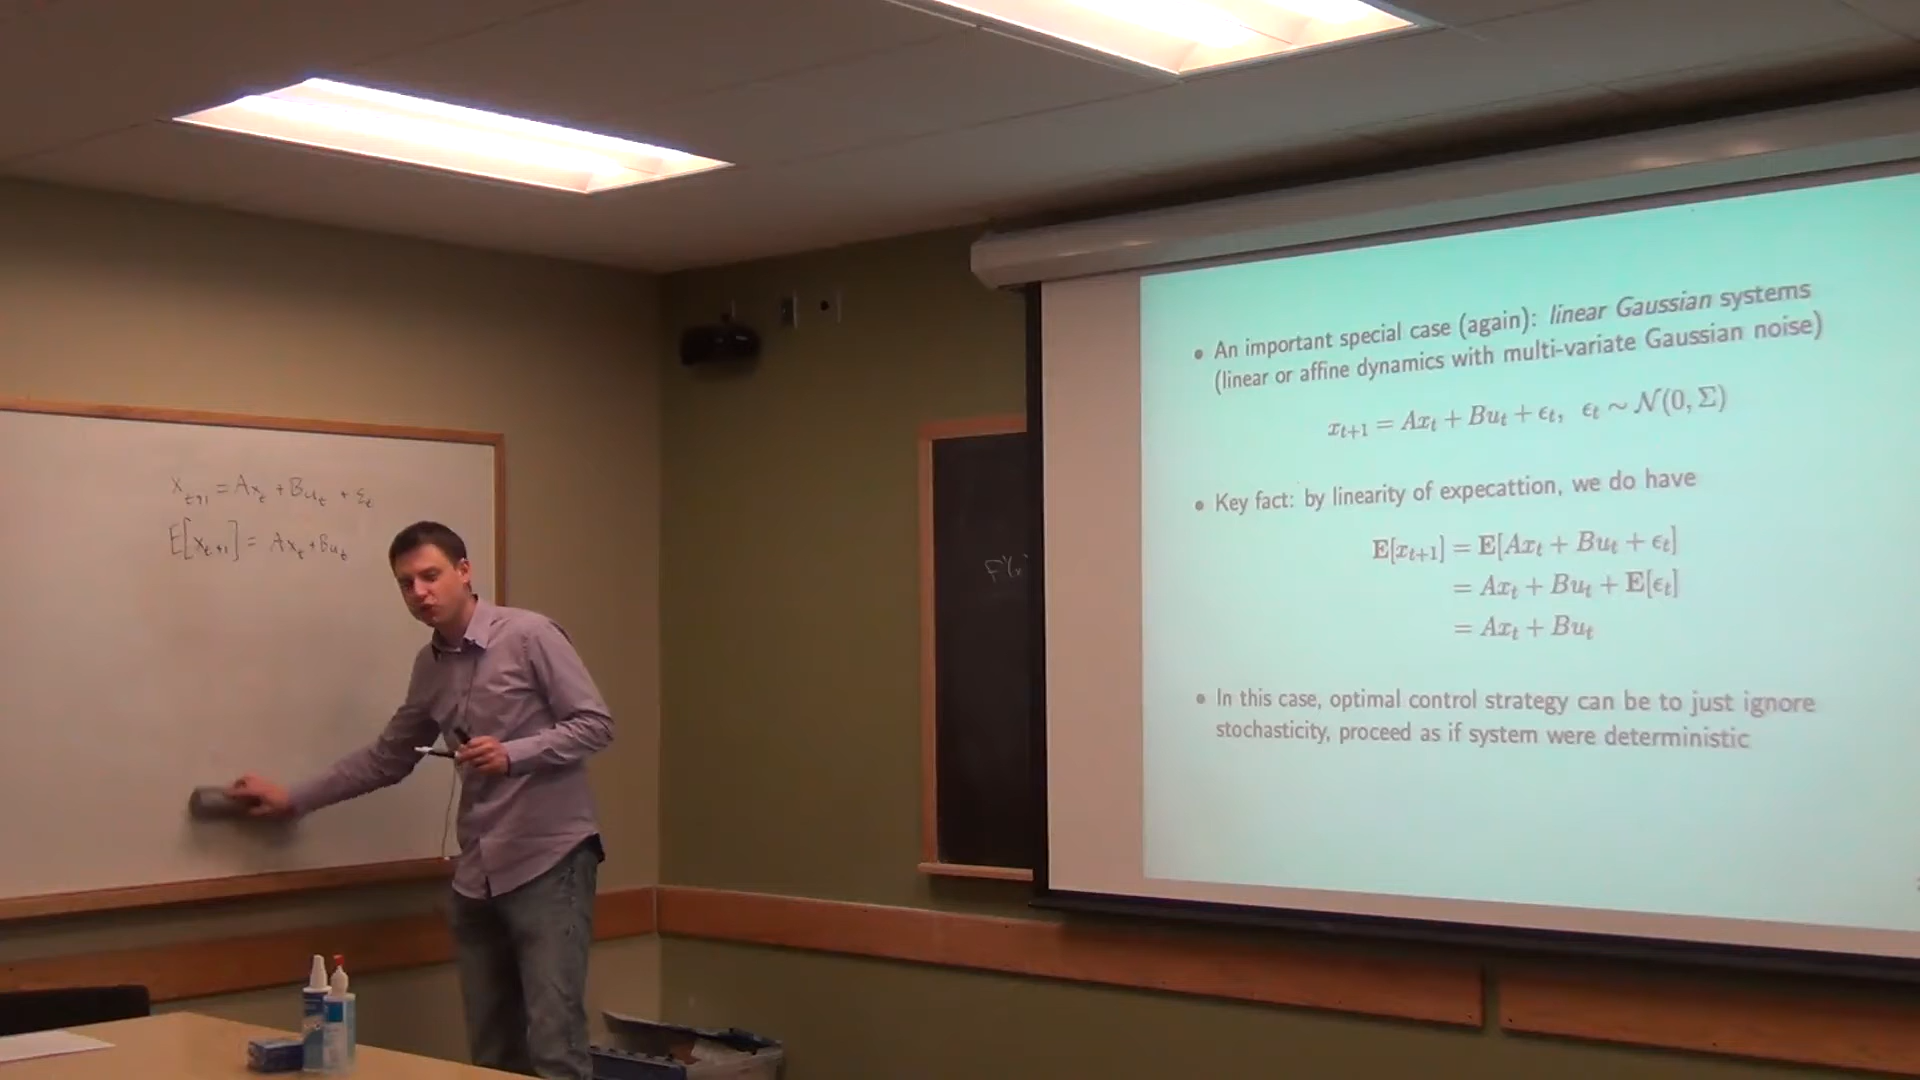 x_{t+1} = Ax_t + Bu_t + ε_t
E[x_{t+1}] = Ax_t + Bu_t
F'(x
• An important special case (again): linear Gaussian systems
(linear or affine dynamics with multi-variate Gaussian noise)
x_{t+1} = Ax_t + Bu_t + ϵ_t, ϵ_t ∼ 𝒩(0, Σ)
• Key fact: by linearity of expecattion, we do have
E[x_{t+1}] = E[Ax_t + Bu_t + ϵ_t]
= Ax_t + Bu_t + E[ϵ_t]
= Ax_t + Bu_t
• In this case, optimal control strategy can be to just ignore
stochasticity, proceed as if system were deterministic